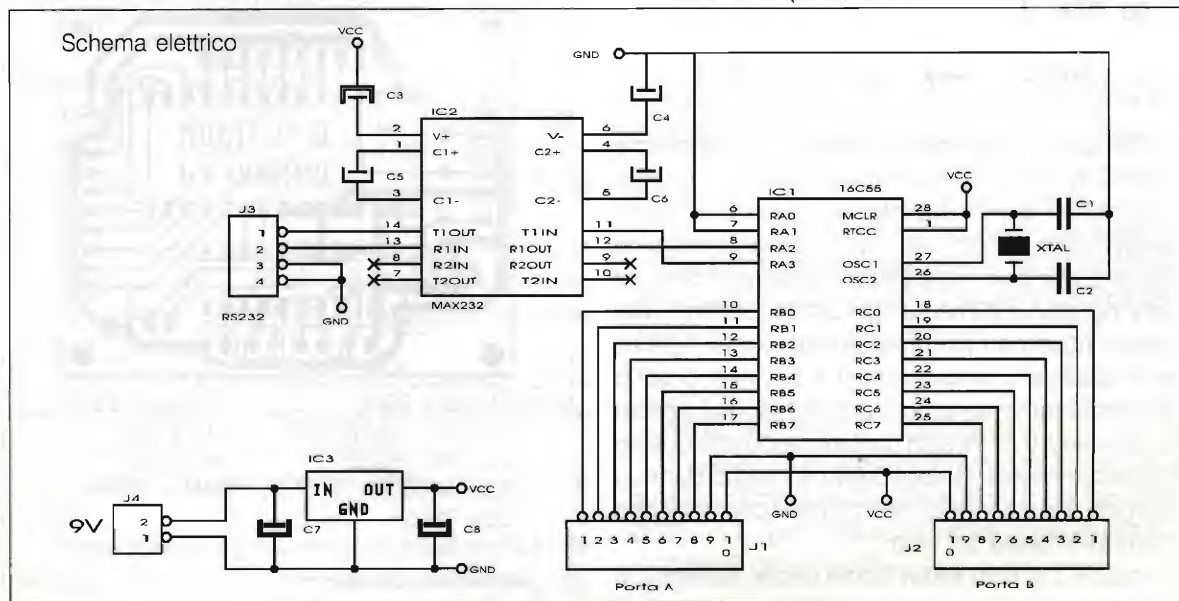 Schema elettrico
VCC
C3
GND
C4
IC2
2 V+ V- 6
1 C1+ C2+ 4
C5
C6
3 C1- C2- 5
J3
1 14 T1OUT T1IN 11
2 13 R1IN R1OUT 12
3 8 R2IN R2OUT 9
4 7 T2OUT T2IN 10
RS232
MAX232
GND
IC1 16C55
VCC
6 RA0 MCLR 28
7 RA1 RTCC 1
8 RA2
9 RA3
OSC1 27
OSC2 26
C1
XTAL
C2
10 RB0 RC0 18
11 RB1 RC1 19
12 RB2 RC2 20
13 RB3 RC3 21
14 RB4 RC4 22
15 RB5 RC5 23
16 RB6 RC6 24
17 RB7 RC7 25
IC3
J4
IN OUT
GND
VCC
9V
2
1
C7
C8
GND
GND
VCC
1 2 3 4 5 6 7 8 9 1
0
J1
Porta A
J2
1 9 8 7 6 5 4 3 2 1
0
Porta B